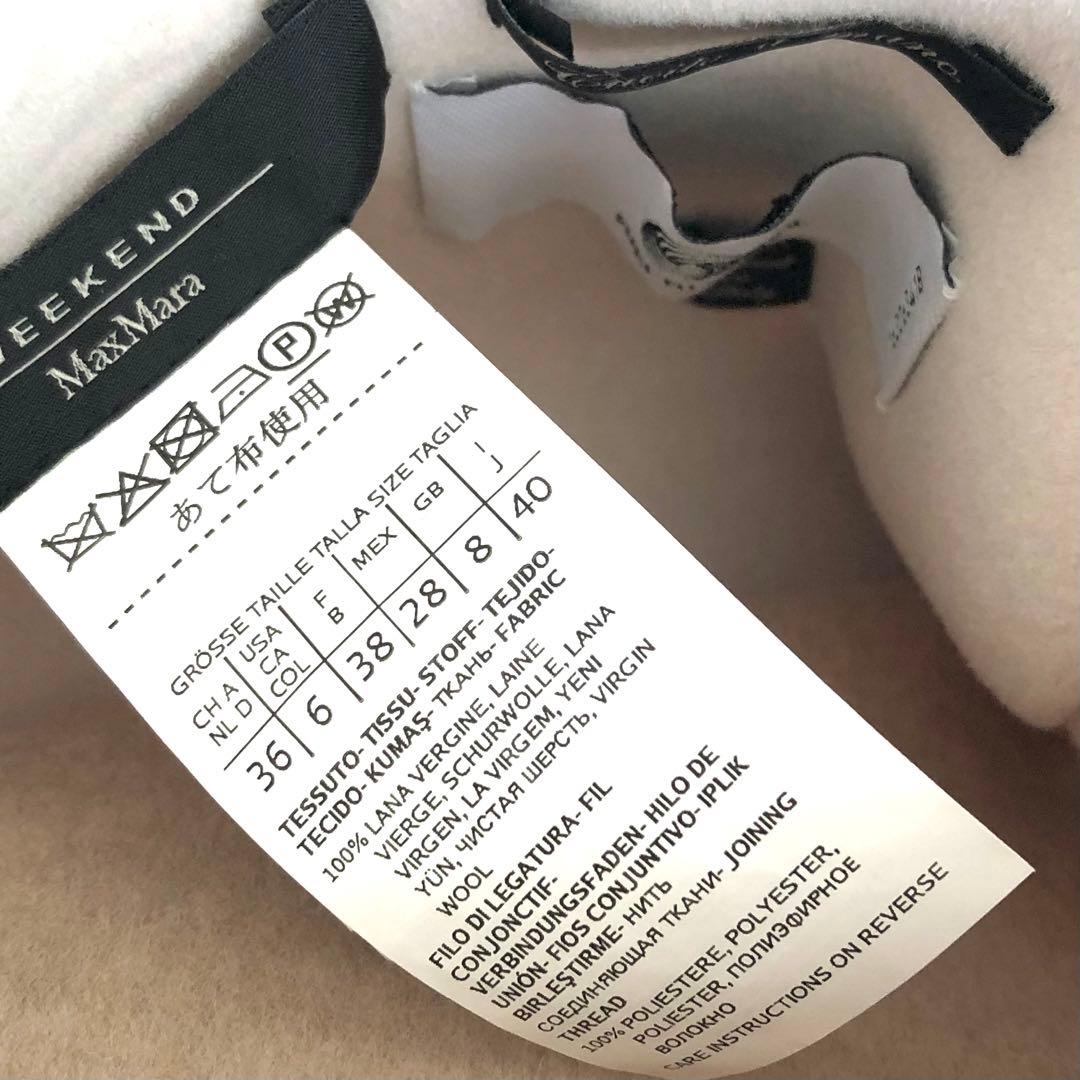 WEEKEND
MaxMara
P
W
あて布使用
GRÖSSE TAILLE TALLA SIZE TAGLIA
CH A NL D USA CA COL F B MEX GB I J
36 6 38 28 8 40
TESSUTO- TISSU- STOFF- TEJIDO-
TECIDO- KUMAŞ- ТКАНЬ- FABRIC
100% LANA VERGINE, LAINE
VIERGE, SCHURWOLLE, LANA
VIRGEN, LA VIRGEM, YENI
YÜN, ЧИСТАЯ ШЕРСТЬ, VIRGIN
WOOL
FILO DI LEGATURA- FIL
CONJONCTIF-
VERBINDUNGSFADEN- HILO DE
UNIÓN- FIOS CONJUNTIVO- IPLIK
BIRLEŞTIRME- НИТЬ
СОЕДИНЯЮЩАЯ ТКАНИ- JOINING
THREAD
100% POLIESTERE, POLYESTER,
POLIESTER, ПОЛИЭФИРНОЕ
ВОЛОКНО
CARE INSTRUCTIONS ON REVERSE